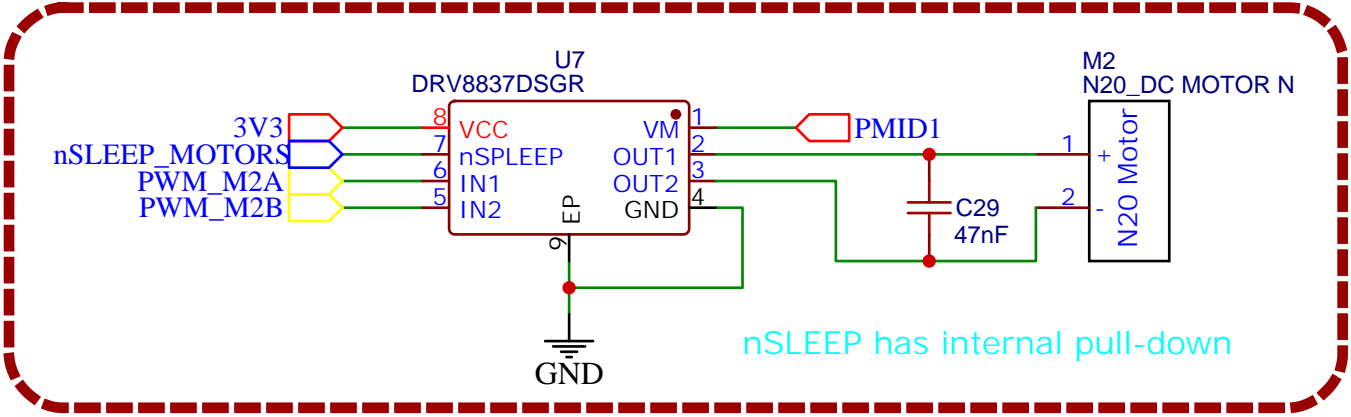 U7
DRV8837DSGR
M2
N20_DC MOTOR N
3V3
nSLEEP_MOTORS
PWM_M2A
PWM_M2B
8
7
6
5
VCC
nSPLEEP
IN1
IN2
EP
9
VM
OUT1
OUT2
GND
1
2
3
4
PMID1
C29
47nF
1
2
+
-
N20 Motor
nSLEEP has internal pull-down
GND